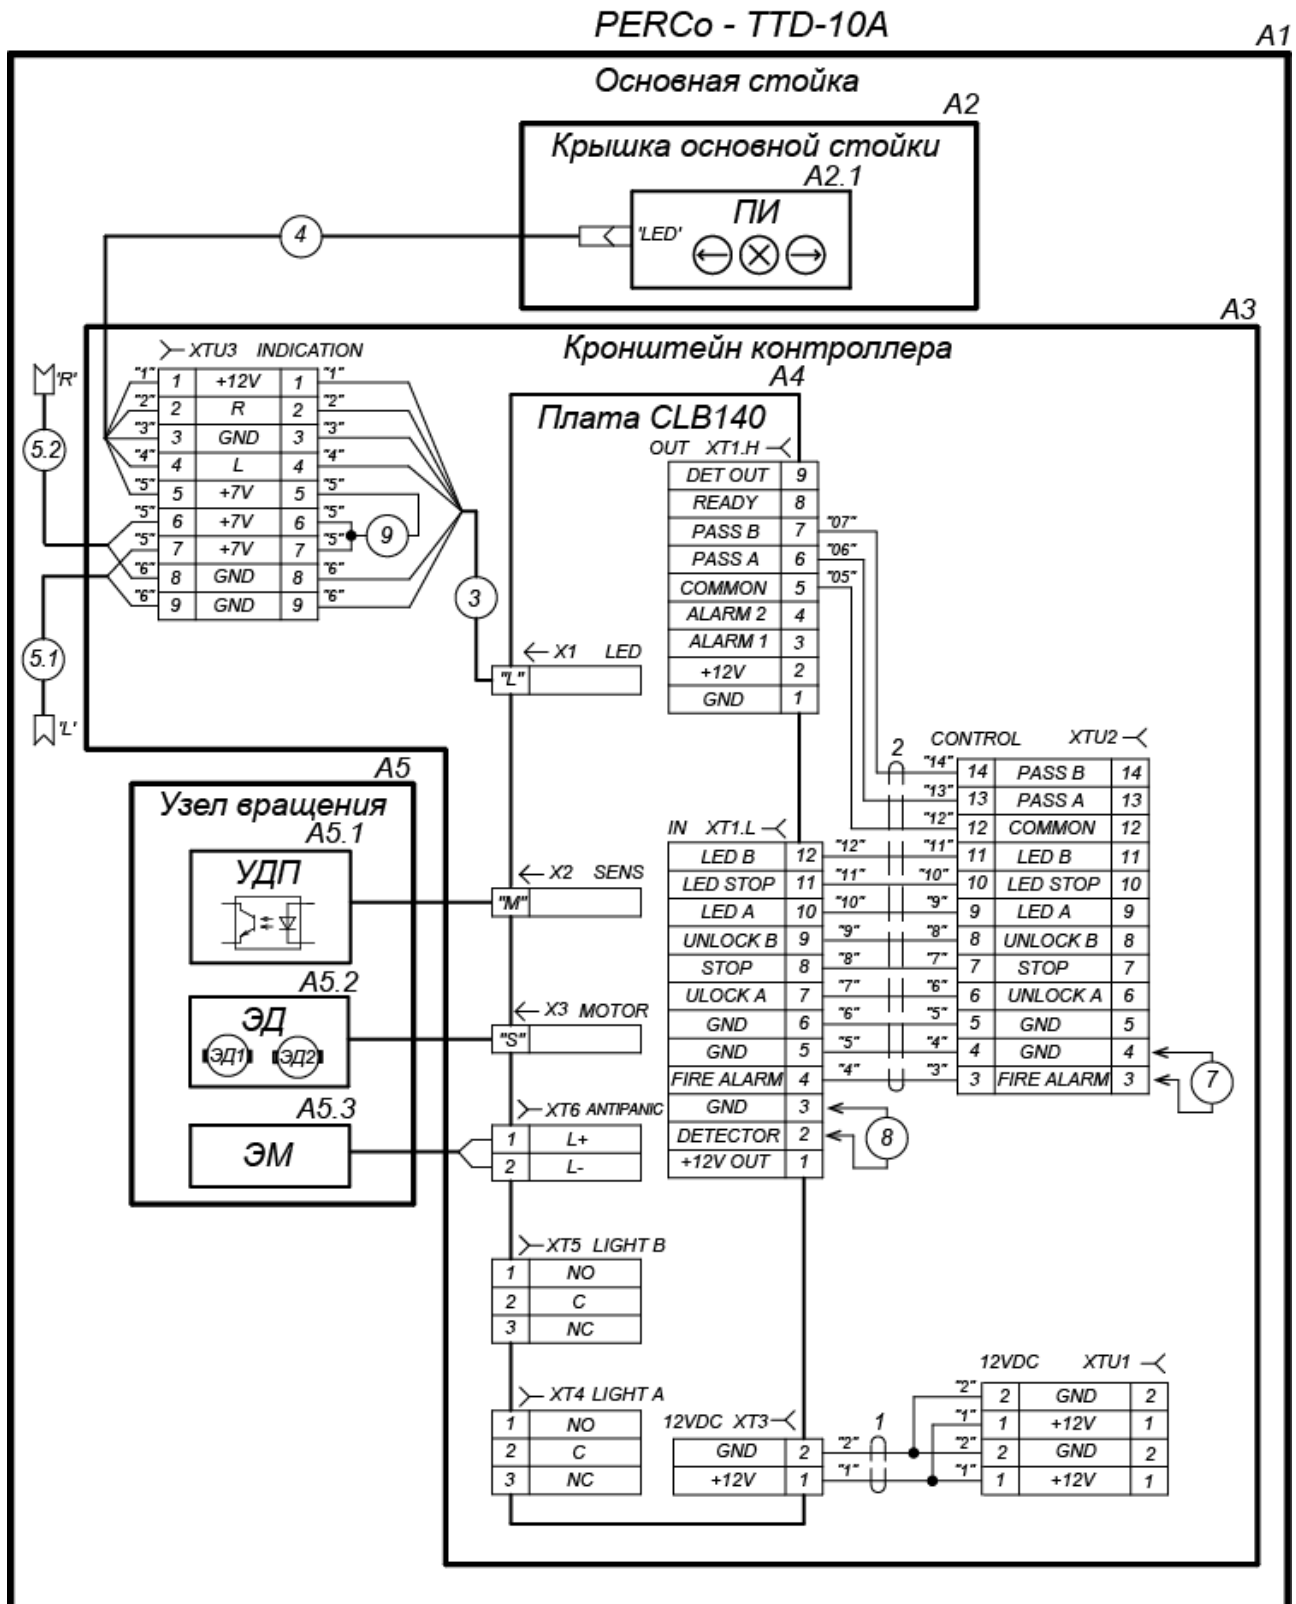 PERCo - TTD-10A
A1
Основная стойка
A2
Крышка основной стойки
A2.1
ПИ
'LED'
4
A3
Кронштейн контроллера
XTU3 INDICATION
"1" 1 +12V 1 "1"
"2" 2 R 2 "2"
"3" 3 GND 3 "3"
"4" 4 L 4 "4"
"5" 5 +7V 5 "5"
"5" 6 +7V 6 "5"
"5" 7 +7V 7 "5"
"6" 8 GND 8 "6"
"6" 9 GND 9 "6"
'R'
5.2
5.1
'L'
9
3
A4
Плата CLB140
OUT XT1.H
DET OUT 9
READY 8
PASS B 7 "07"
PASS A 6 "06"
COMMON 5 "05"
ALARM 2 4
ALARM 1 3
+12V 2
GND 1
X1 LED
"L"
2
CONTROL XTU2
"14" 14 PASS B 14
"13" 13 PASS A 13
"12" 12 COMMON 12
"11" 11 LED B 11
"10" 10 LED STOP 10
"9" 9 LED A 9
"8" 8 UNLOCK B 8
"7" 7 STOP 7
"6" 6 UNLOCK A 6
"5" 5 GND 5
"4" 4 GND 4
"3" 3 FIRE ALARM 3
7
IN XT1.L
LED B 12 "12"
LED STOP 11 "11"
LED A 10 "10"
UNLOCK B 9 "9"
STOP 8 "8"
ULOCK A 7 "7"
GND 6 "6"
GND 5 "5"
FIRE ALARM 4 "4"
GND 3
DETECTOR 2
+12V OUT 1
8
A5
Узел вращения
A5.1
УДП
X2 SENS
"M"
A5.2
ЭД
ЭД1 ЭД2
X3 MOTOR
"S"
A5.3
ЭМ
XT6 ANTIPANIC
1 L+
2 L-
XT5 LIGHT B
1 NO
2 C
3 NC
XT4 LIGHT A
1 NO
2 C
3 NC
12VDC XT3
GND 2 "2"
+12V 1 "1"
1
12VDC XTU1
"2" 2 GND 2
"1" 1 +12V 1
"2" 2 GND 2
"1" 1 +12V 1